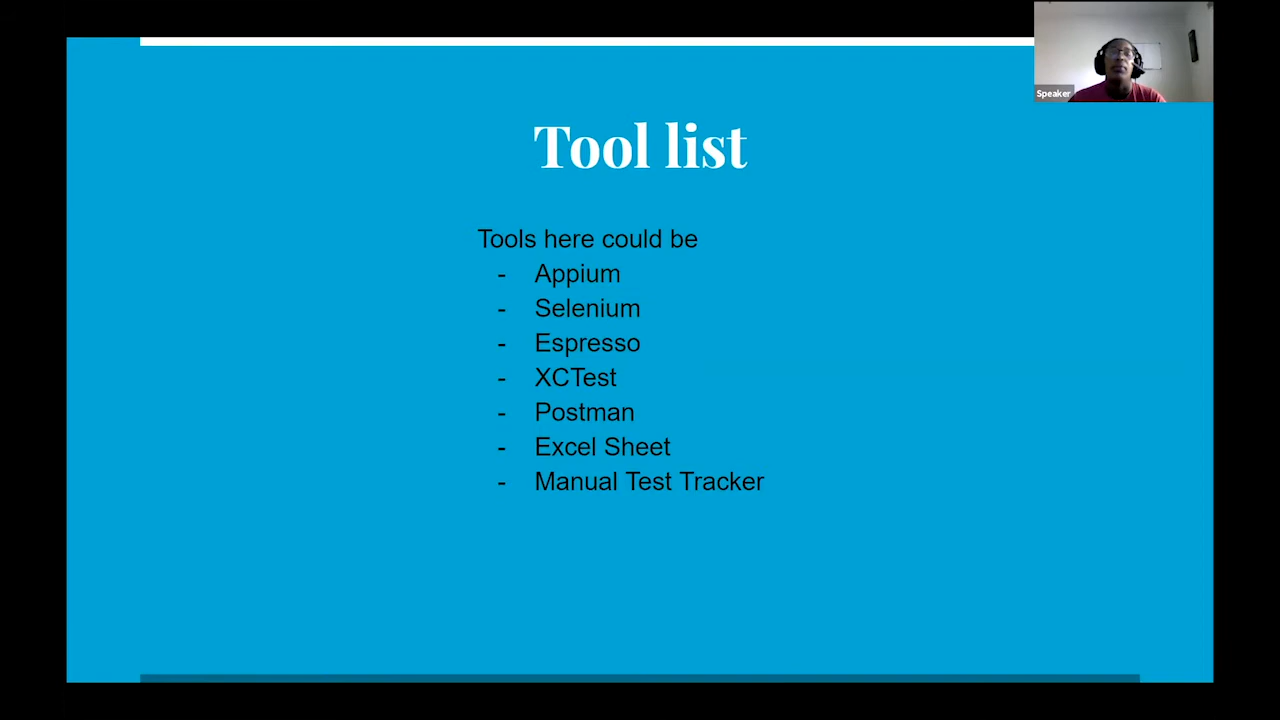 Speaker
Tool list
Tools here could be
- Appium
- Selenium
- Espresso
- XCTest
- Postman
- Excel Sheet
- Manual Test Tracker